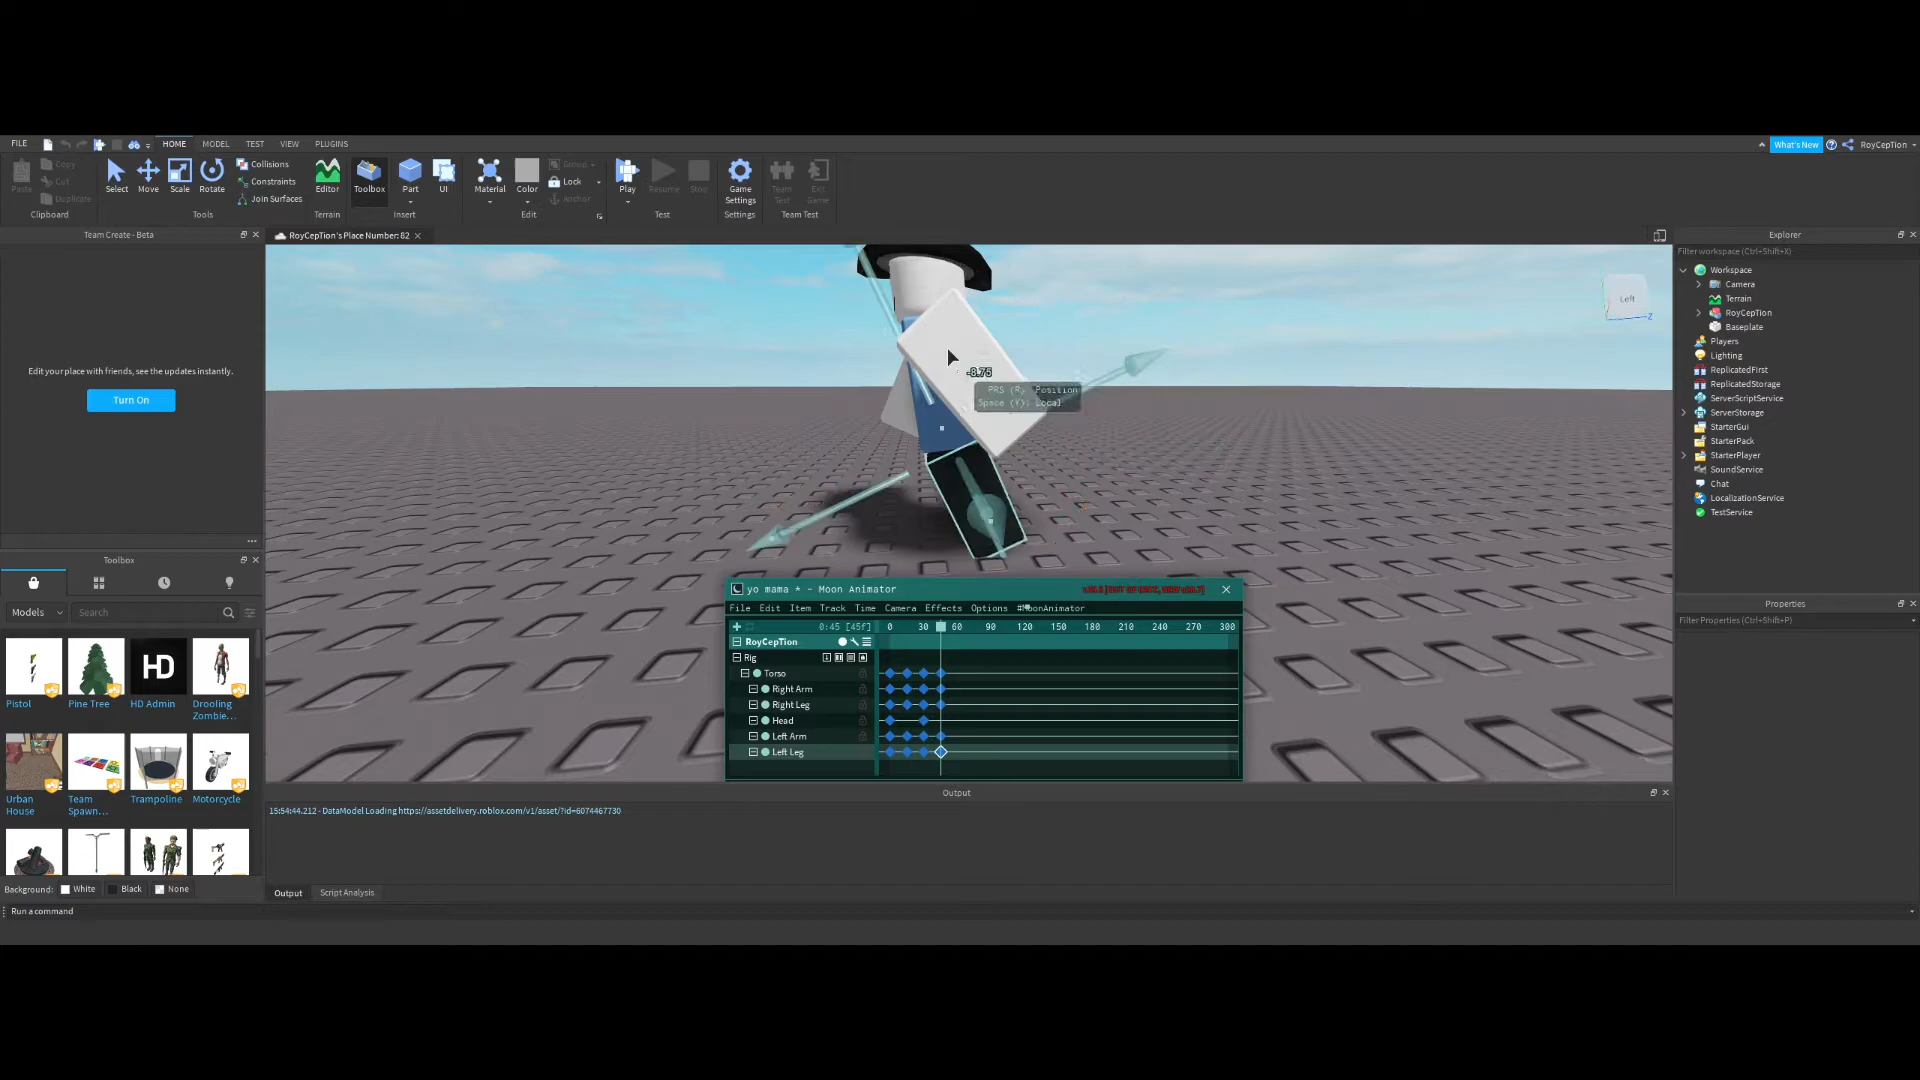 FILE HOME MODEL TEST VIEW PLUGINS What's New RoyCepTion
Paste Copy Cut Duplicate Select Move Scale Rotate Collisions Constraints Join Surfaces Editor Toolbox Part UI Material Color Group Lock Anchor Play Resume Stop Game Settings Team Test Exit Game
Clipboard Tools Terrain Insert Edit Test Settings Team Test
Team Create - Beta
Edit your place with friends, see the updates instantly.
Turn On
Toolbox
Models Search
HD
Pistol Pine Tree HD Admin Drooling Zombie...
Urban House Team Spawn... Trampoline Motorcycle
Background: White Black None
Run a command
RoyCepTion's Place Number: 82
Left
Z
-8.75
PRS (R) Position
Space (Y): Local
yo mama * - Moon Animator
File Edit Item Track Time Camera Effects Options #MoonAnimator
0:45 [45f] 0 30 60 90 120 150 180 210 240 270 300
RoyCepTion
Rig
Torso
Right Arm
Right Leg
Head
Left Arm
Left Leg
Output
15:54:44.212 - DataModel Loading https://assetdelivery.roblox.com/v1/asset/?id=6074467730
Output Script Analysis
Explorer
Filter workspace (Ctrl+Shift+X)
Workspace
Camera
Terrain
RoyCepTion
Baseplate
Players
Lighting
ReplicatedFirst
ReplicatedStorage
ServerScriptService
ServerStorage
StarterGui
StarterPack
StarterPlayer
SoundService
Chat
LocalizationService
TestService
Properties
Filter Properties (Ctrl+Shift+P)